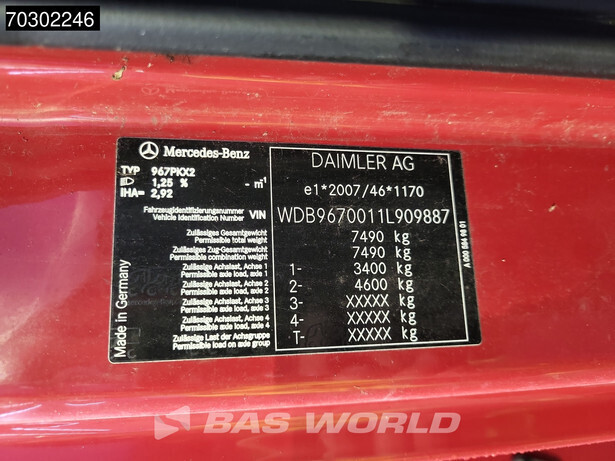 70302246
Mercedes-Benz
TYP 967PKX2
1,25 % - m-1
IHA= 2,92
DAIMLER AG
e1*2007/46*1170
Fahrzeugidentifizierungsnummer
Vehicle Identification Number VIN WDB9670011L909887
Zulässiges Gesamtgewicht
Permissible total weight 7490 kg
Zulässiges Zug-Gesamtgewicht
Permissible combination weight 7490 kg
Zulässige Achslast, Achse 1
Permissible axle load, axle 1 1- 3400 kg
Zulässige Achslast, Achse 2
Permissible axle load, axle 2 2- 4600 kg
Zulässige Achslast, Achse 3
Permissible axle load, axle 3 3- XXXXX kg
Zulässige Achslast, Achse 4
Permissible axle load, axle 4 4- XXXXX kg
Zulässige Last der Achsgruppe
Permissible load on axle group T- XXXXX kg
Made in Germany
BAS WORLD